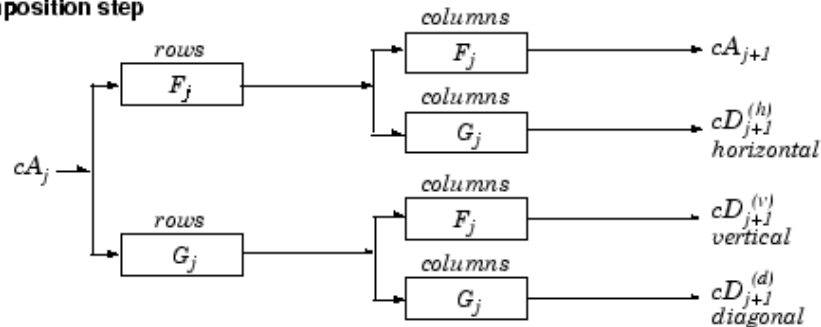 position step
columns
rows
F_j
cA_{j+1}
F_j
columns
G_j
cD_{j+1}^{(h)}
horizontal
cA_j
columns
rows
F_j
cD_{j+1}^{(v)}
vertical
G_j
columns
G_j
cD_{j+1}^{(d)}
diagonal